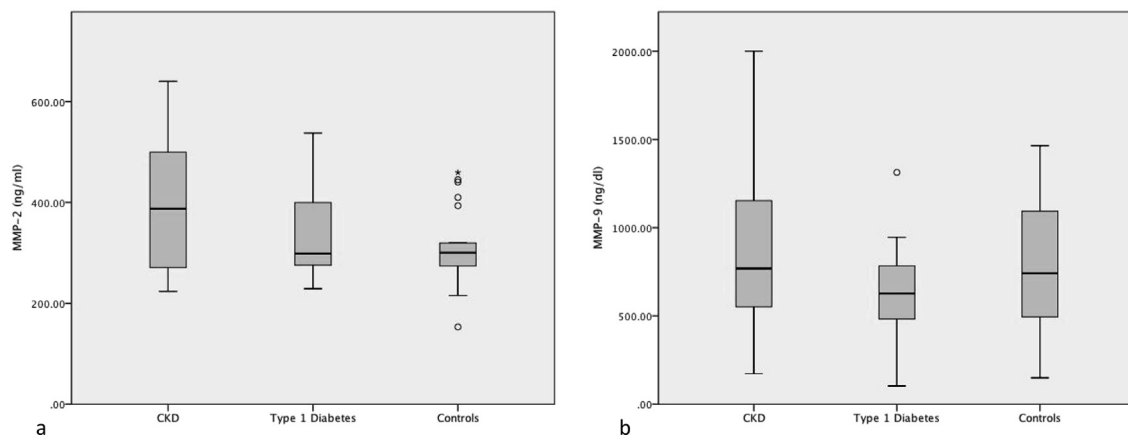 600.00
400.00
200.00
.00
MMP-2 (ng/ml)
CKD
Type 1 Diabetes
Controls
a
2000.00
1500.00
1000.00
500.00
.00
MMP-9 (ng/dl)
CKD
Type 1 Diabetes
Controls
b